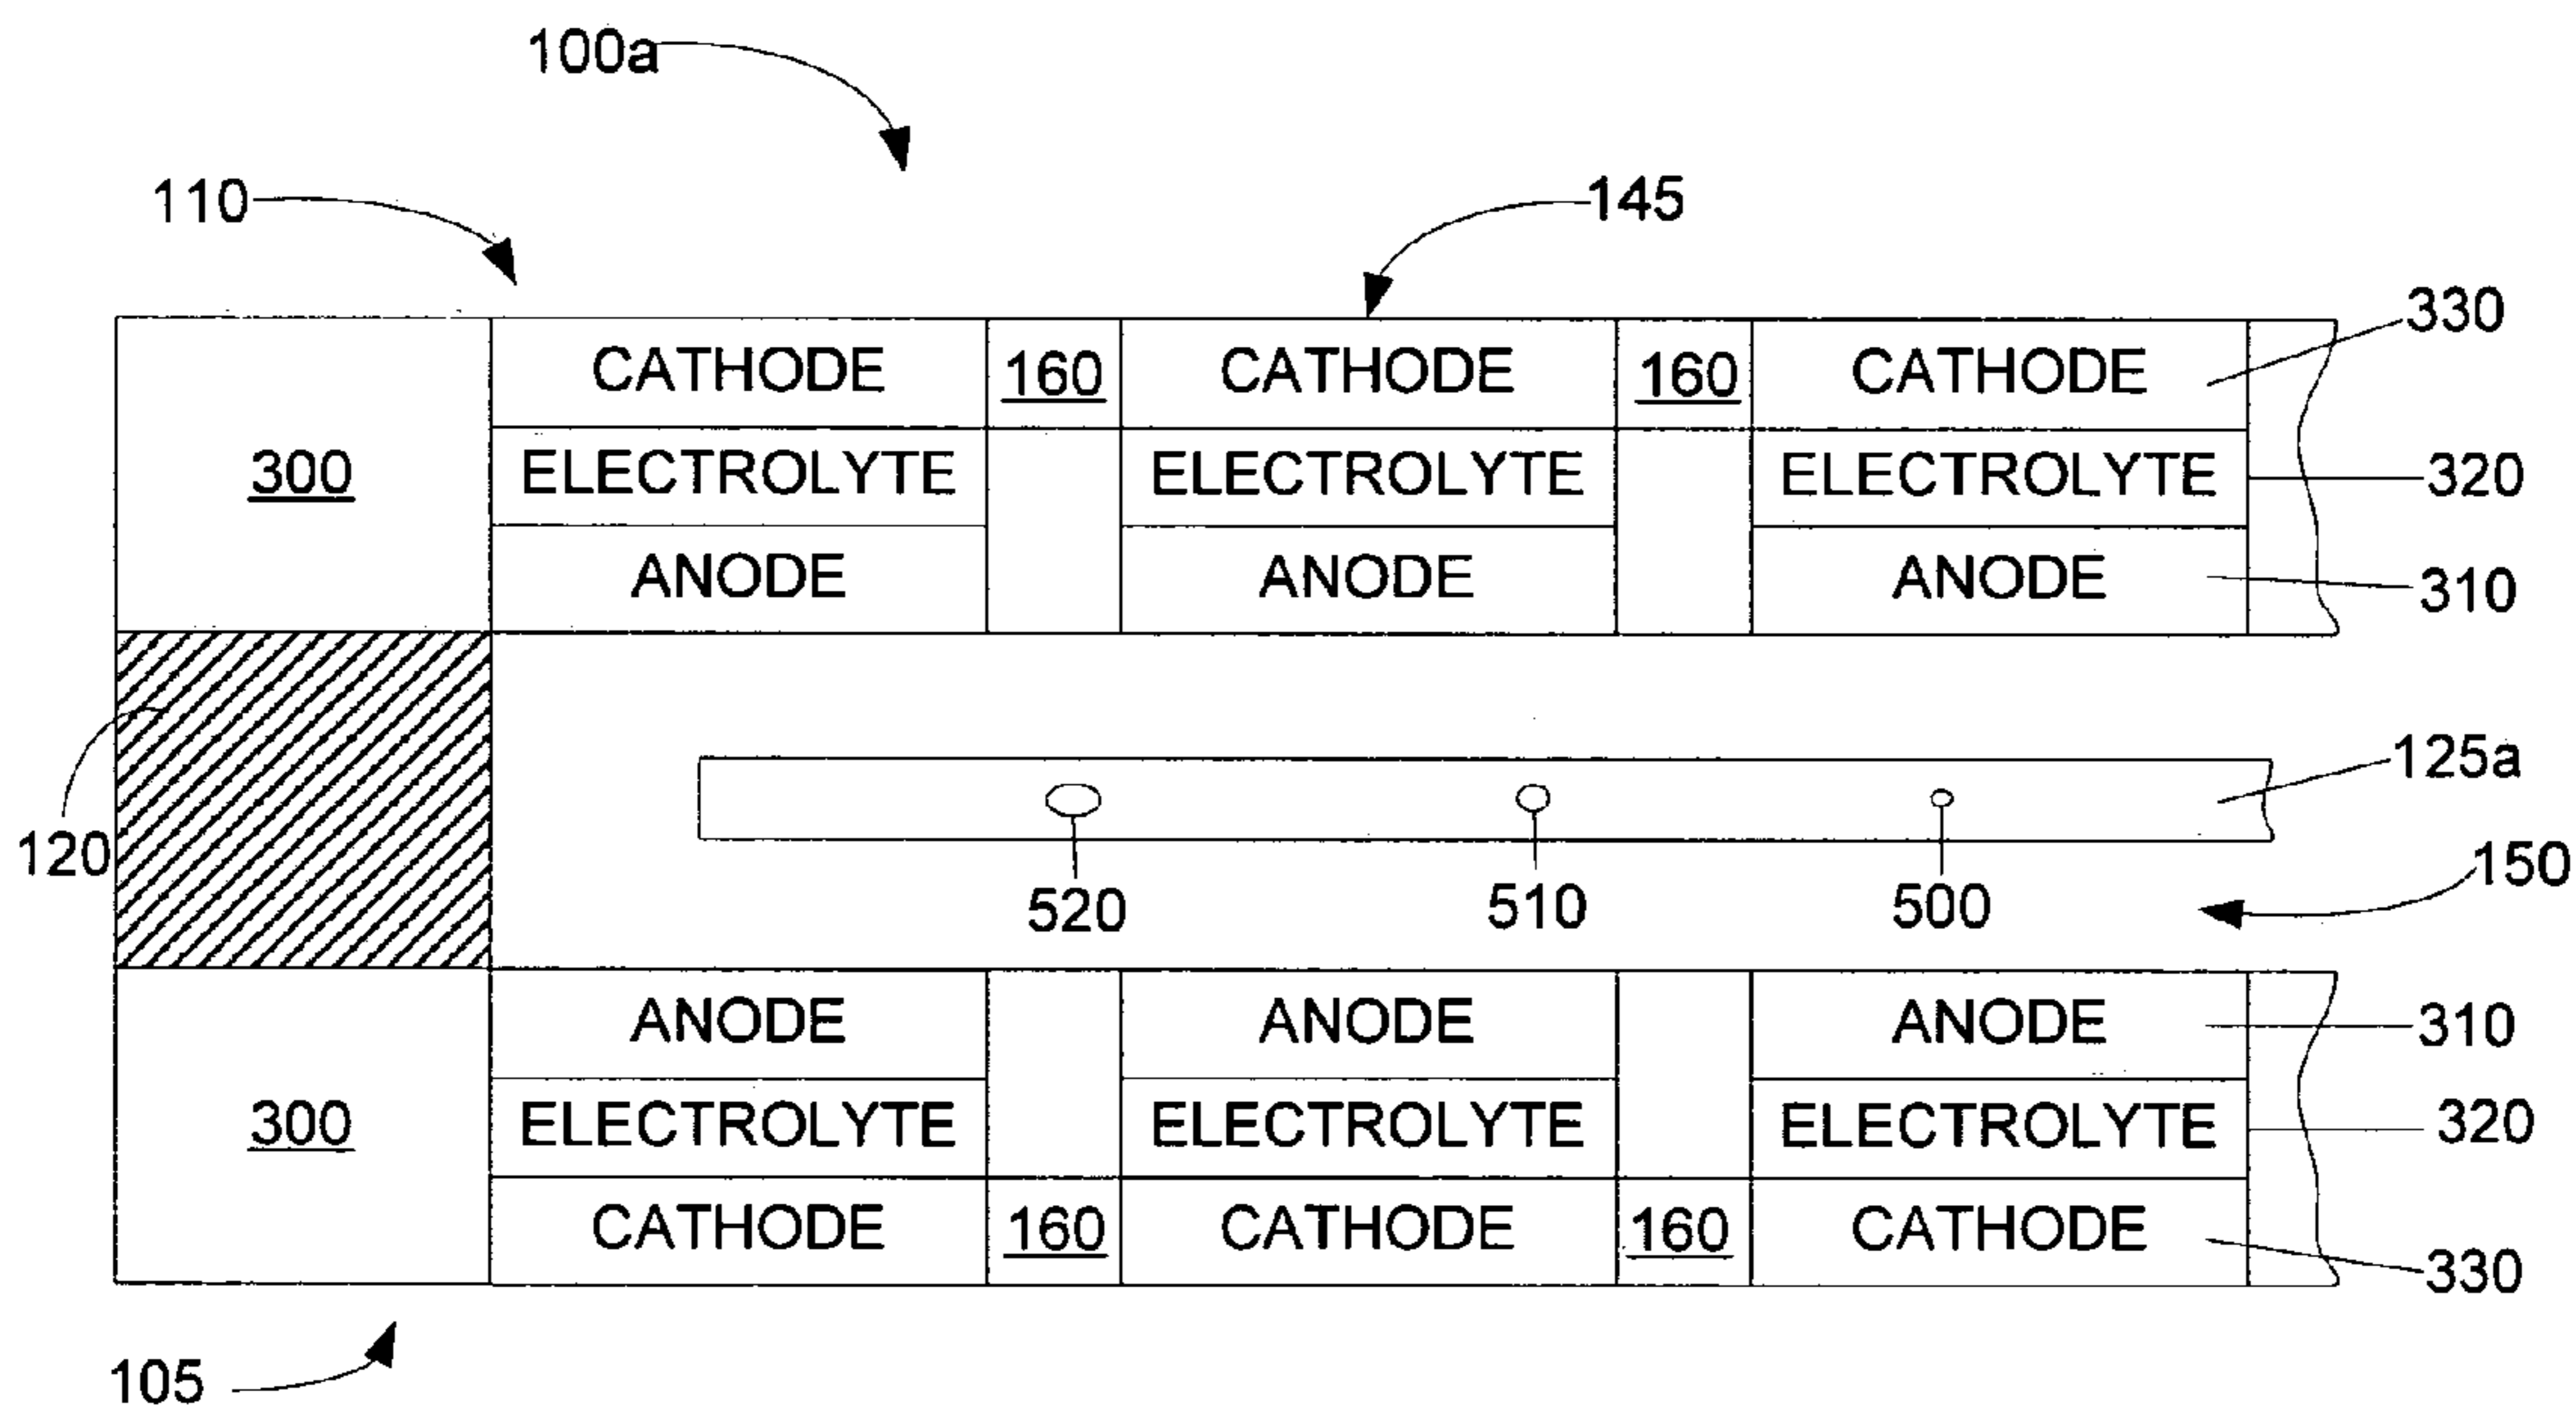 100a
110
145
CATHODE 160 CATHODE 160 CATHODE 330
300 ELECTROLYTE ELECTROLYTE ELECTROLYTE 320
ANODE ANODE ANODE 310
125a
120
520 510 500 150
ANODE ANODE ANODE 310
300 ELECTROLYTE ELECTROLYTE ELECTROLYTE 320
CATHODE 160 CATHODE 160 CATHODE 330
105